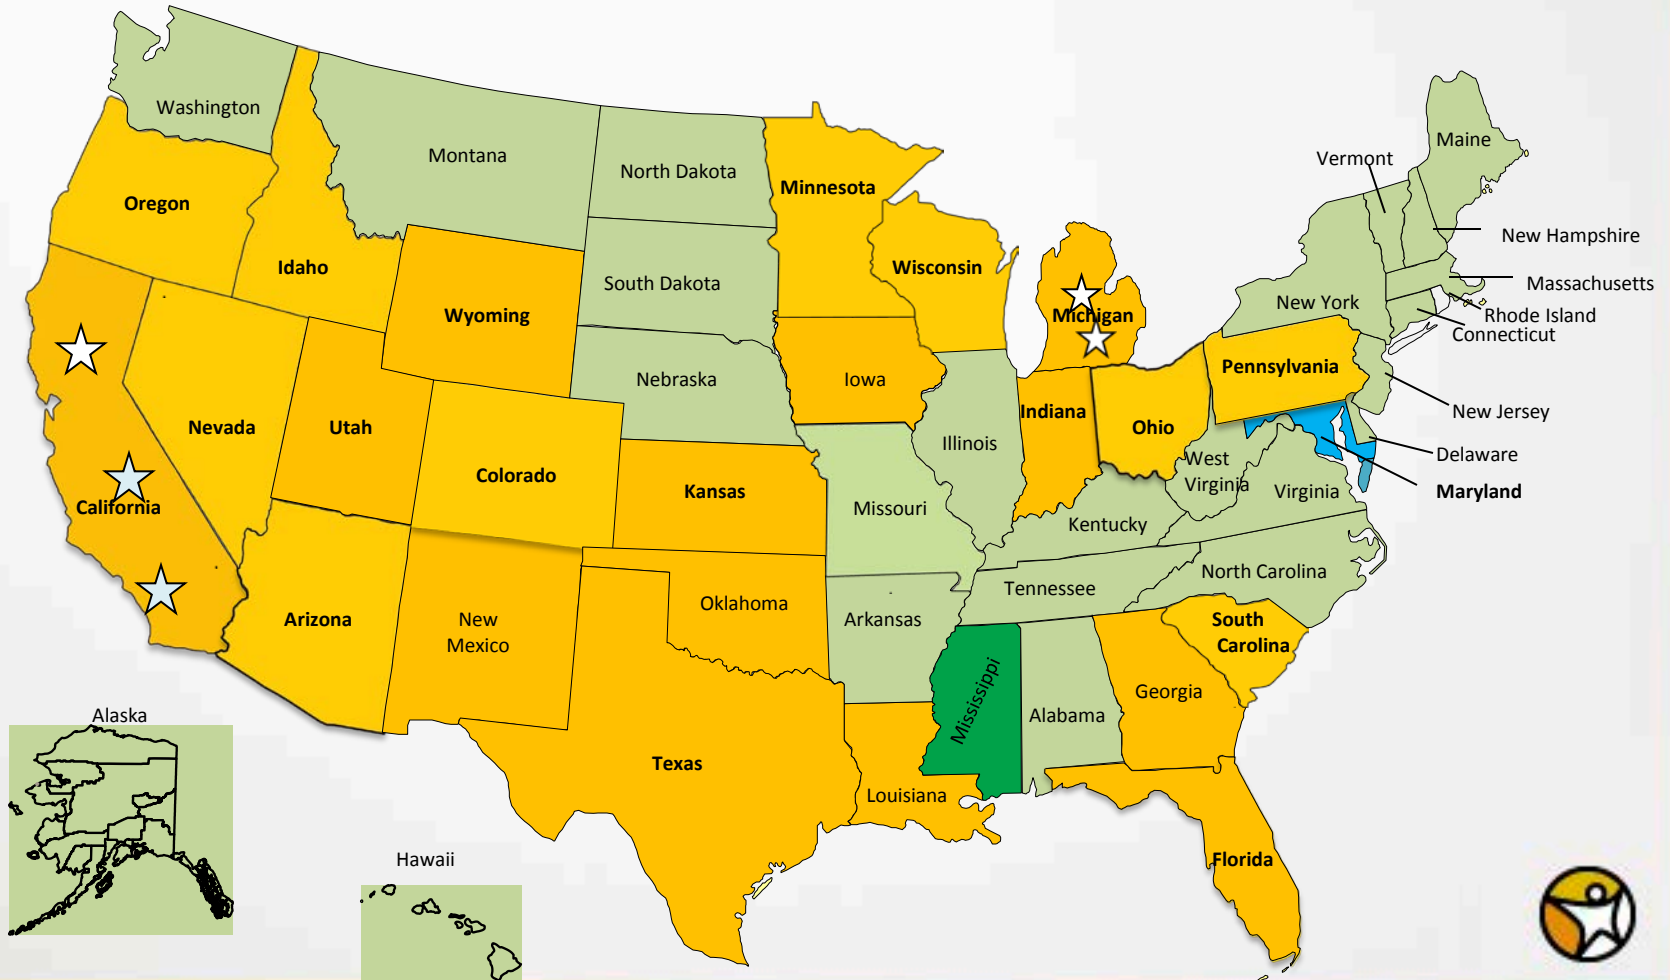 Washington
Montana
North Dakota
Minnesota
Vermont
Maine
Oregon
Idaho
Wyoming
South Dakota
Wisconsin
Michigan
New York
New Hampshire
Massachusetts
Rhode Island
Connecticut
Nebraska
Iowa
Pennsylvania
New Jersey
Nevada
Utah
Colorado
Kansas
Missouri
Illinois
Indiana
Ohio
West
Virginia
Virginia
Delaware
Maryland
California
Kentucky
Arizona
New
Mexico
Oklahoma
Arkansas
Tennessee
North Carolina
South
Carolina
Mississippi
Alabama
Georgia
Texas
Louisiana
Florida
Alaska
Hawaii